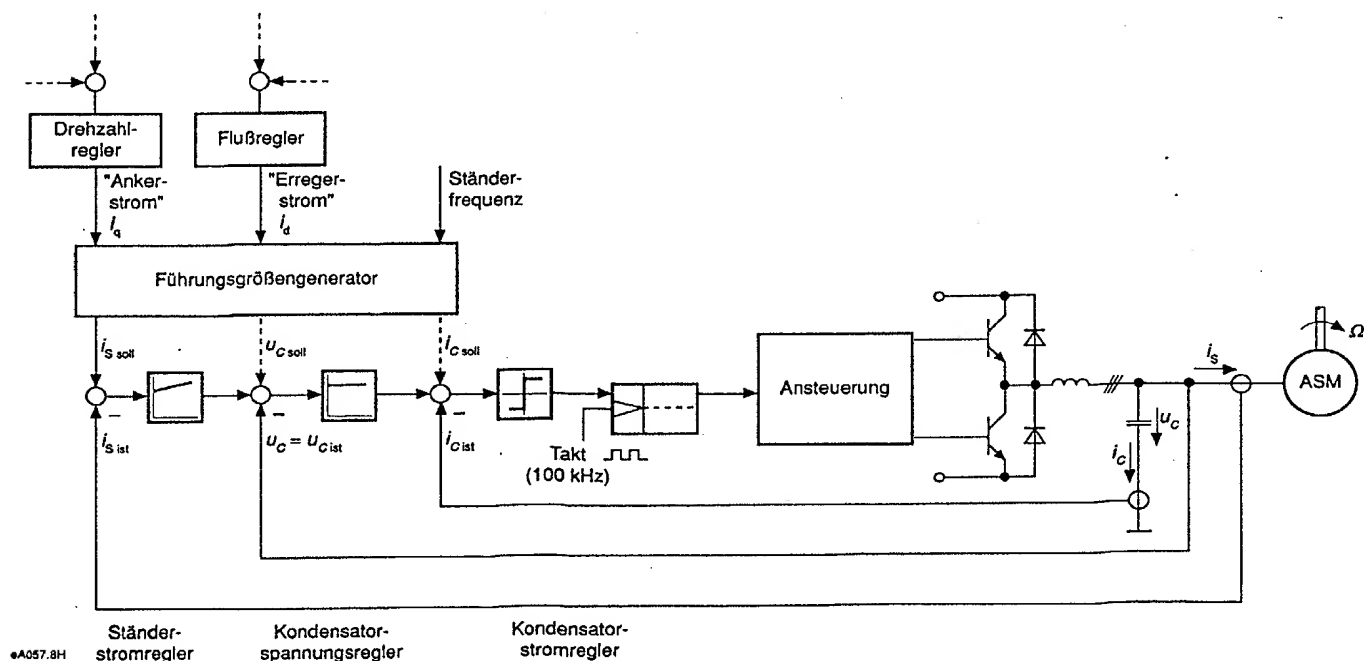 Drehzahl-
regler
Flußregler
"Anker-
strom"
i_q
"Erreger-
strom"
i_d
Ständer-
frequenz
Führungsgrößengenerator
i_S soll
u_C soll
i_C soll
Ansteuerung
i_S
Ω
ASM
–
–
–
i_S ist
u_C = u_C ist
i_C ist
Takt
(100 kHz)
i_C
u_C
Ständer-
stromregler
Kondensator-
spannungsregler
Kondensator-
stromregler
eA057.8H